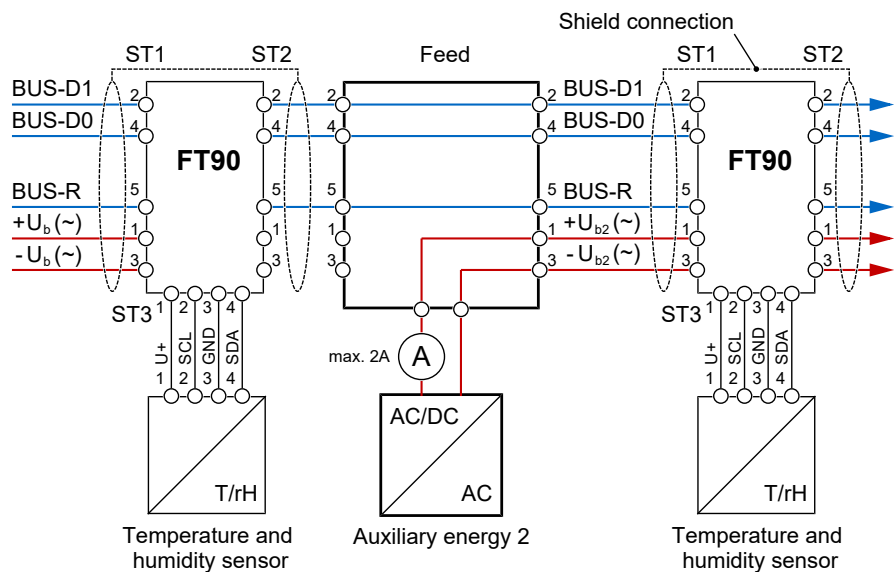 Shield connection
ST1 ST2 Feed ST1 ST2
BUS-D1 2 2 2 2 BUS-D1 2 2
BUS-D0 4 4 4 4 BUS-D0 4 4
FT90 FT90
BUS-R 5 5 5 5 BUS-R 5 5
+Ub (~) 1 1 1 1 +Ub2 (~) 1 1
-Ub (~) 3 3 3 3 -Ub2 (~) 3 3
ST3 1 2 3 4 ST3 1 2 3 4
U+ SCL GND SDA U+ SCL GND SDA
max. 2A A
1 2 3 4 1 2 3 4
AC/DC
T/rH AC T/rH
Temperature and Auxiliary energy 2 Temperature and
humidity sensor humidity sensor